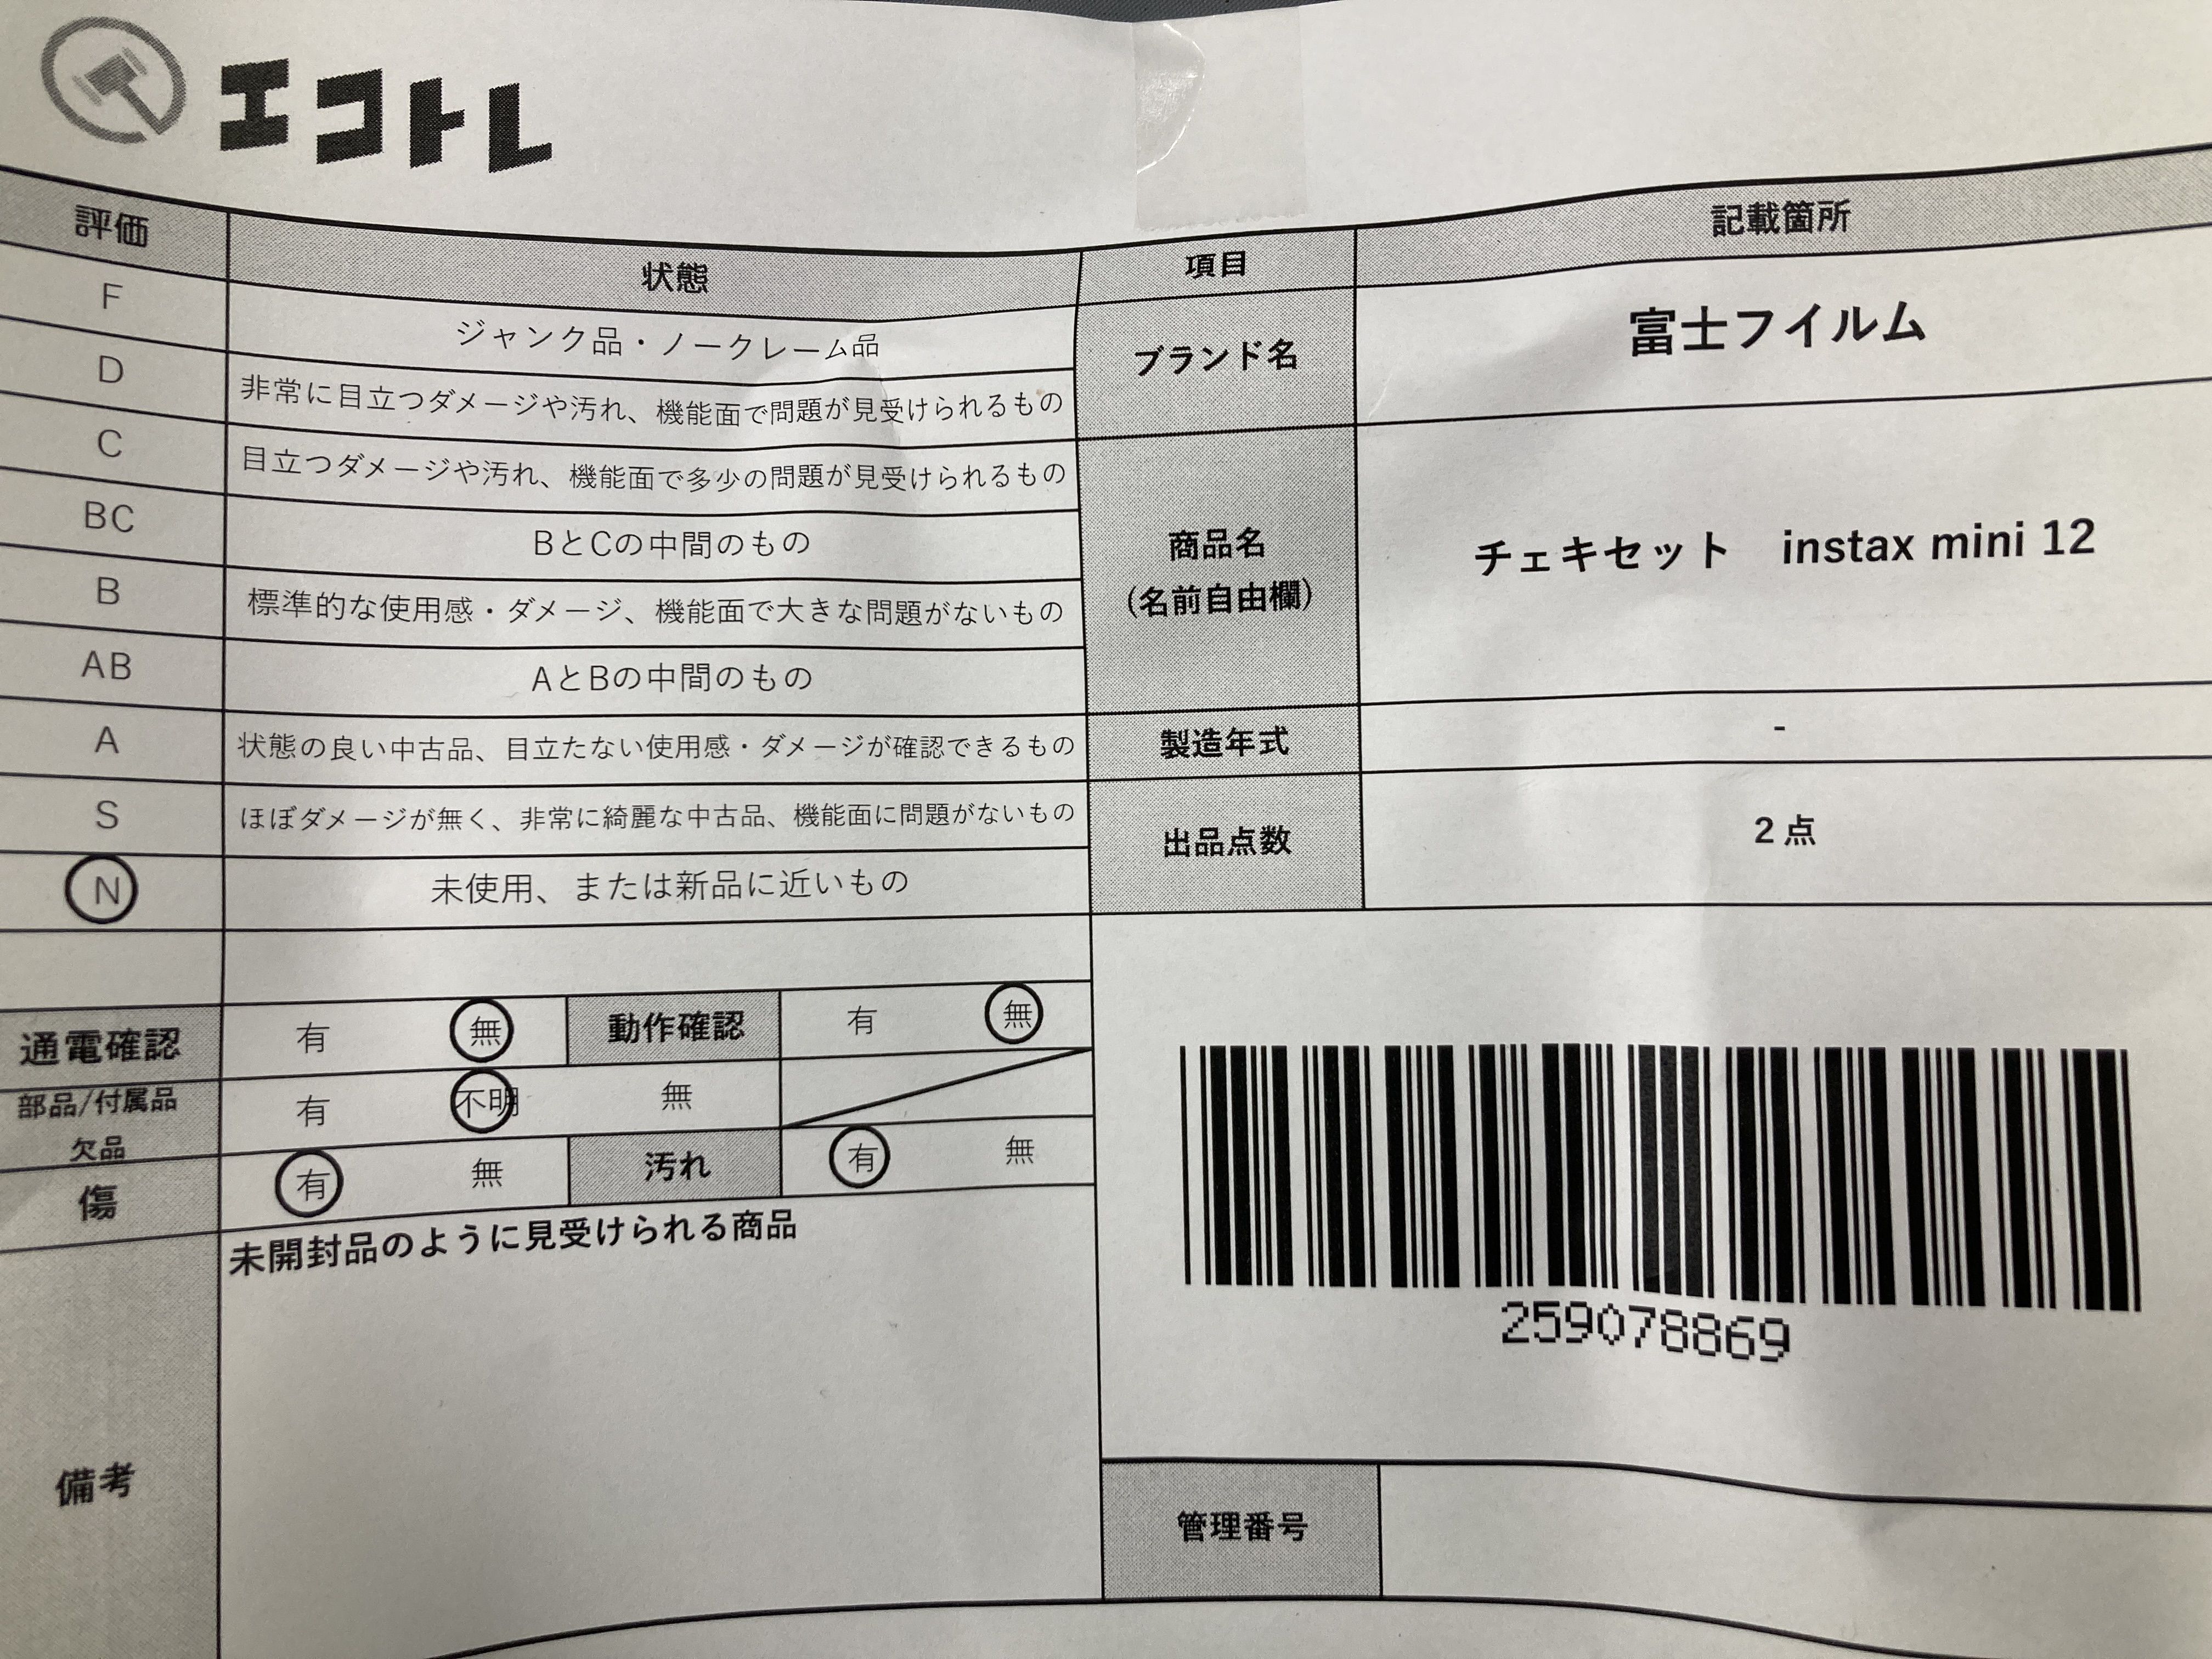 エコトレ
評価 状態
F ジャンク品・ノークレーム品
D 非常に目立つダメージや汚れ、機能面で問題が見受けられるもの
C 目立つダメージや汚れ、機能面で多少の問題が見受けられるもの
BC BとCの中間のもの
B 標準的な使用感・ダメージ、機能面で大きな問題がないもの
AB AとBの中間のもの
A 状態の良い中古品、目立たない使用感・ダメージが確認できるもの
S ほぼダメージが無く、非常に綺麗な中古品、機能面に問題がないもの
N 未使用、または新品に近いもの
通電確認 有 無 動作確認 有 無
部品/付属品
欠品
有 不明 無
傷 有 無 汚れ 有 無
備考
未開封品のように見受けられる商品
項目 記載箇所
ブランド名 富士フイルム
商品名
(名前自由欄)
チェキセット instax mini 12
製造年式 -
出品点数 2点
259078869
管理番号